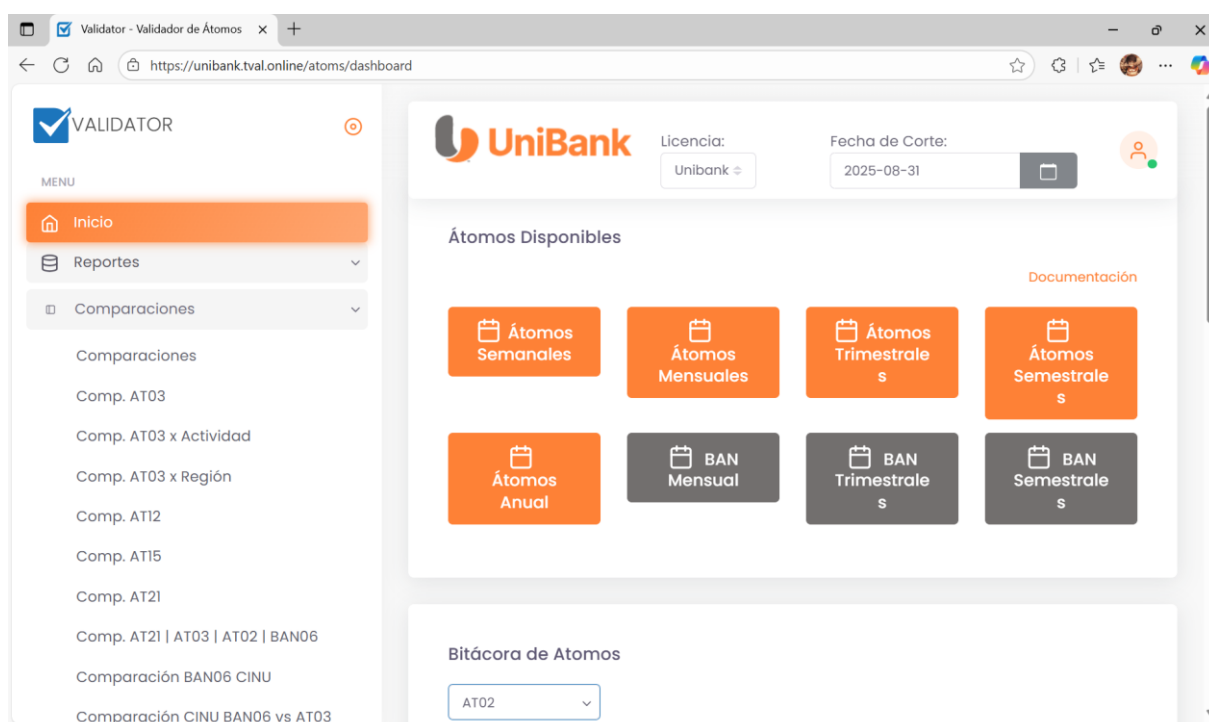 Validator - Validador de Átomos
https://unibank.tval.online/atoms/dashboard
VALIDATOR
MENU
Inicio
Reportes
Comparaciones
Comparaciones
Comp. AT03
Comp. AT03 x Actividad
Comp. AT03 x Región
Comp. AT12
Comp. AT15
Comp. AT21
Comp. AT21 | AT03 | AT02 | BAN06
Comparación BAN06 CINU
Comparación CINU BAN06 vs AT03
UniBank
Licencia:
Unibank
Fecha de Corte:
2025-08-31
Átomos Disponibles
Documentación
Átomos
Semanales
Átomos
Mensuales
Átomos
Trimestrale
s
Átomos
Semestrale
s
Átomos
Anual
BAN
Mensual
BAN
Trimestrale
s
BAN
Semestrale
s
Bitácora de Atomos
AT02